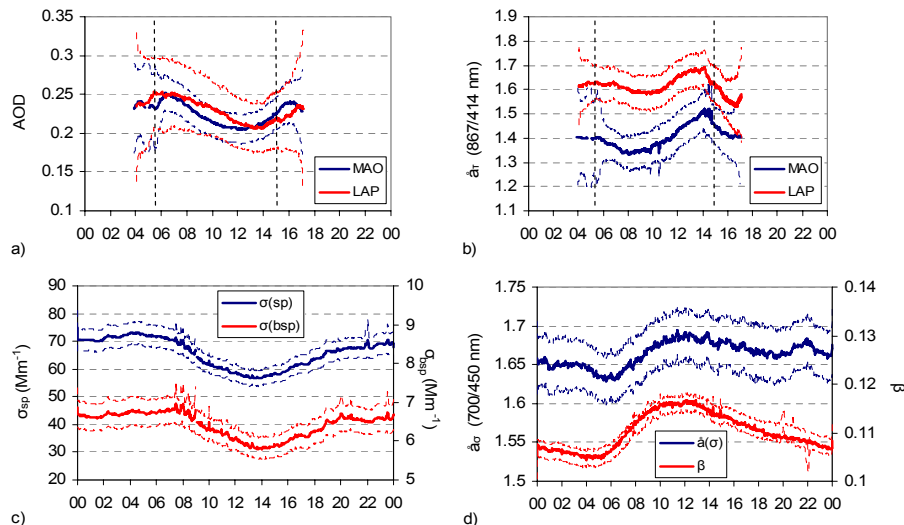 0.35
0.3
0.25
0.2
0.15
0.1
AOD
MAO
LAP
00 02 04 06 08 10 12 14 16 18 20 22 00
a)
1.9
1.8
1.7
1.6
1.5
1.4
1.3
1.2
1.1
åτ (867/414 nm)
MAO
LAP
00 02 04 06 08 10 12 14 16 18 20 22 00
b)
90
80
70
60
50
40
30
20
σsp (Mm⁻¹)
σ(sp)
σ(bsp)
10
9
8
7
6
5
σbsp (Mm⁻¹)
00 02 04 06 08 10 12 14 16 18 20 22 00
c)
1.75
1.7
1.65
1.6
1.55
1.5
åσ (700/450 nm)
å(σ)
β
0.14
0.13
0.12
0.11
0.1
β
00 02 04 06 08 10 12 14 16 18 20 22 00
d)